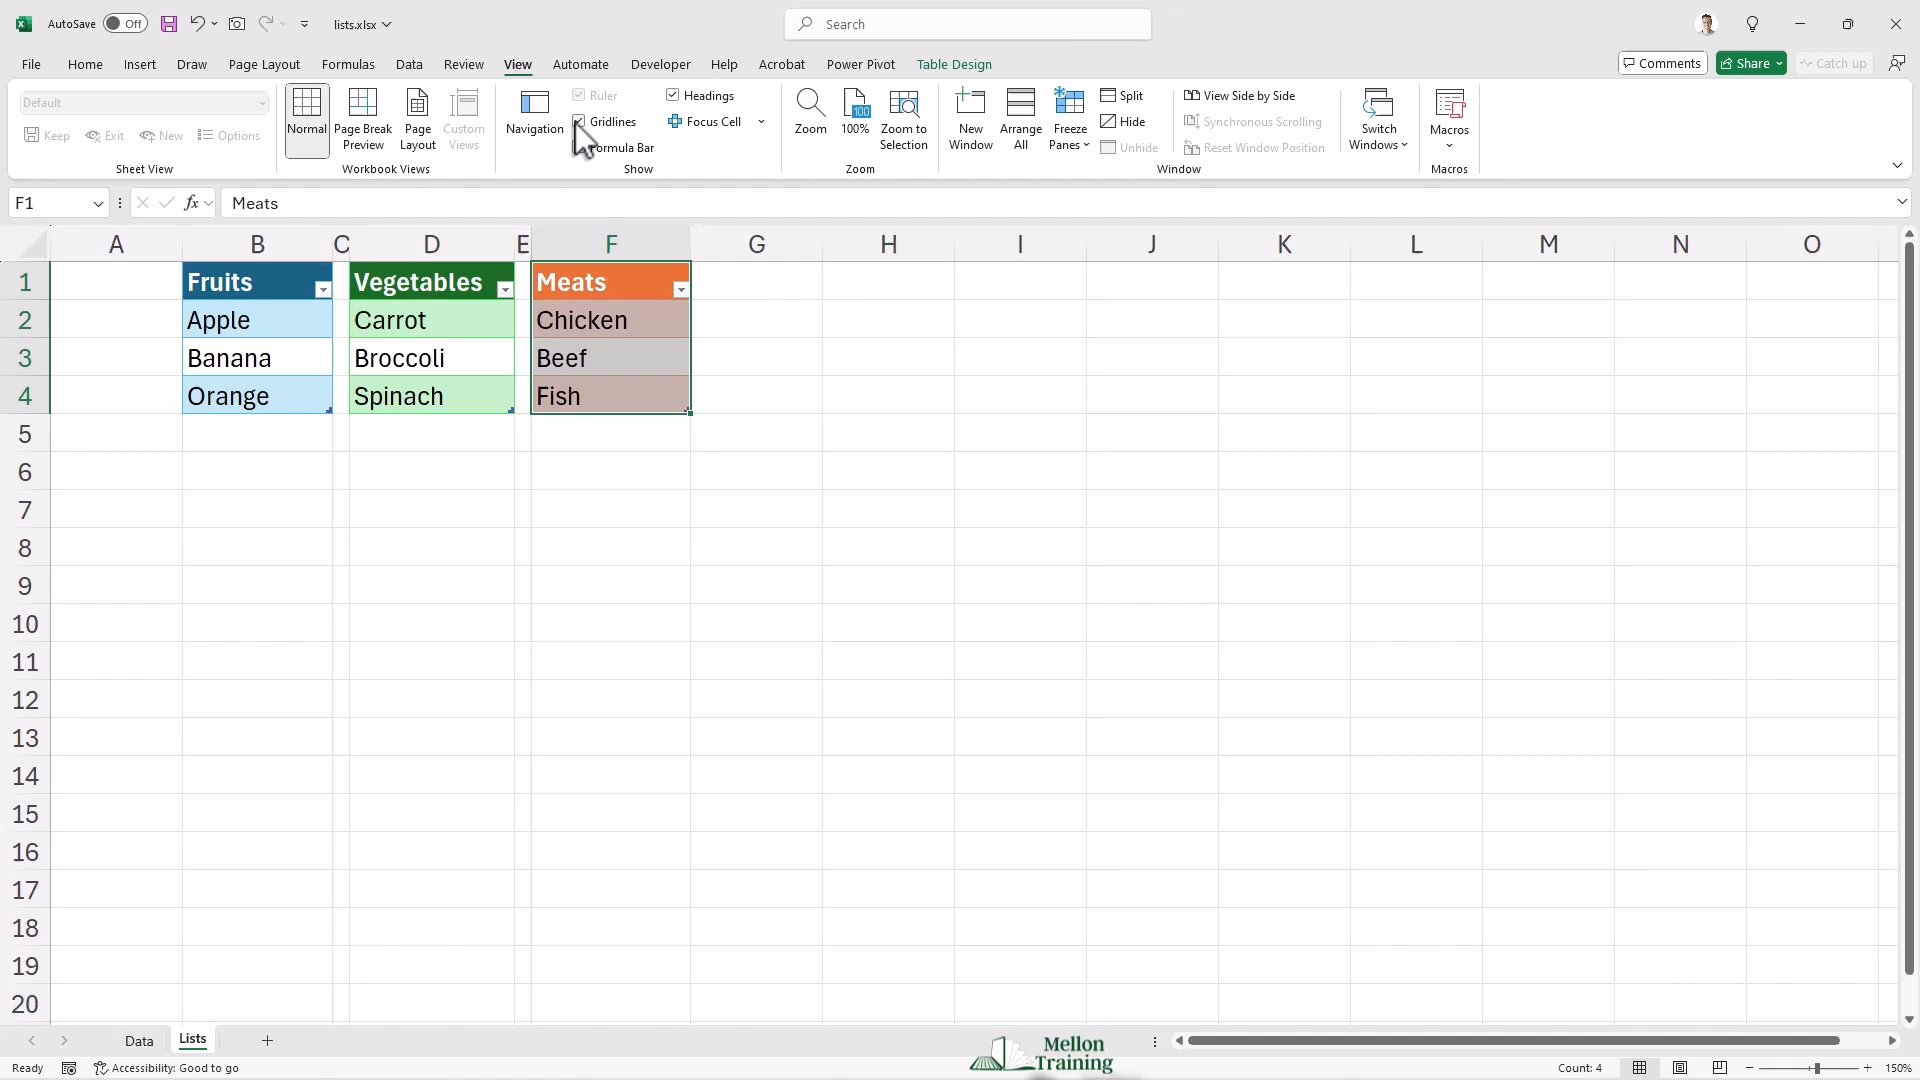 AutoSave Off lists.xlsx Search
File Home Insert Draw Page Layout Formulas Data Review View Automate Developer Help Acrobat Power Pivot Table Design Comments Share Catch up
Default
Keep Exit New Options
Sheet View
Normal
Page Break Preview
Page Layout
Custom Views
Workbook Views
Navigation
Ruler
Gridlines
Formula Bar
Headings
Focus Cell
Show
Zoom
100
100%
Zoom to Selection
Zoom
New Window
Arrange All
Freeze Panes
Split
Hide
Unhide
View Side by Side
Synchronous Scrolling
Reset Window Position
Window
Switch Windows
Macros
Macros
F1 fx Meats
A B C D E F G H I J K L M N O
1 Fruits Vegetables Meats
2 Apple Carrot Chicken
3 Banana Broccoli Beef
4 Orange Spinach Fish
5
6
7
8
9
10
11
12
13
14
15
16
17
18
19
20
Data Lists
Mellon
Training
Ready Accessibility: Good to go Count: 4 150%